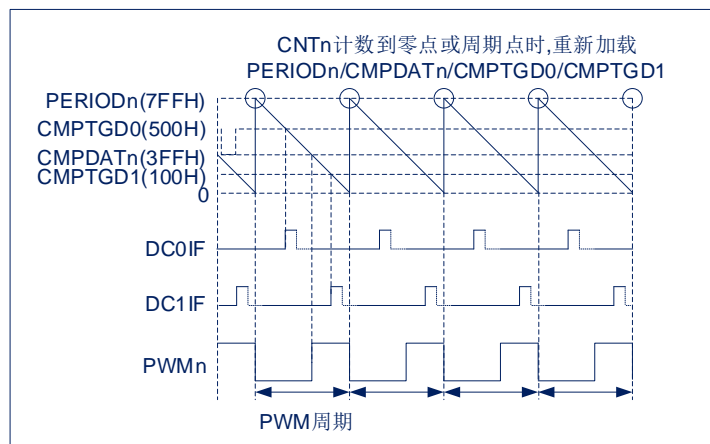 CNTn计数到零点或周期点时,重新加载
PERIODn/CMPDATn/CMPTGD0/CMPTGD1
PERIODn(7FFH)
CMPTGD0(500H)
CMPDATn(3FFH)
CMPTGD1(100H)
0
DC0IF
DC1IF
PWMn
PWM周期